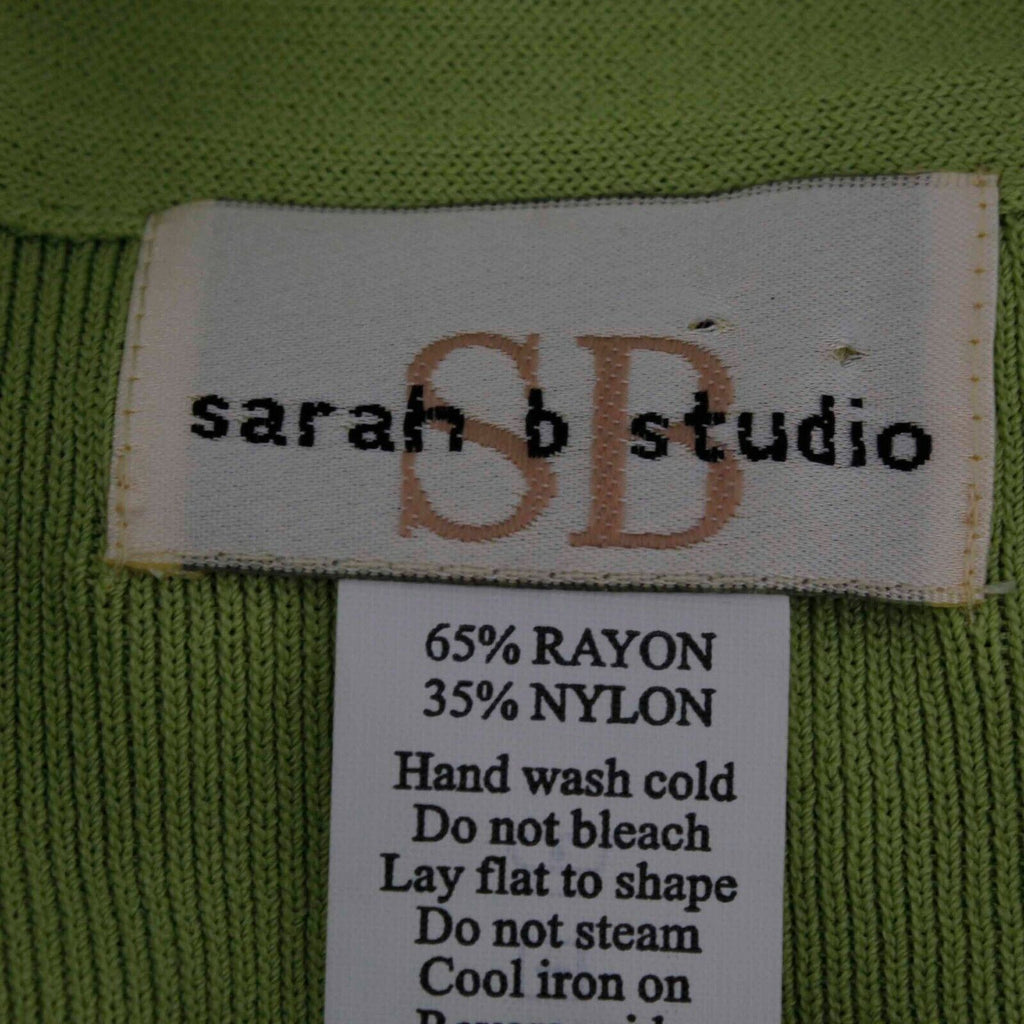 SB
sarah b studio
65% RAYON
35% NYLON
Hand wash cold
Do not bleach
Lay flat to shape
Do not steam
Cool iron on